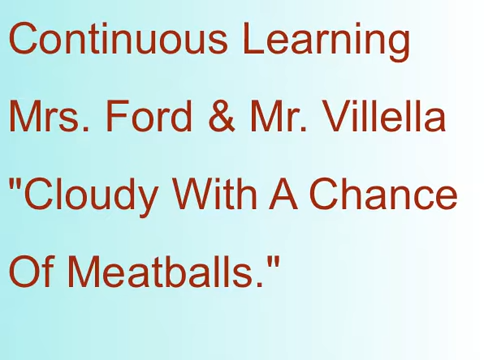 Continuous Learning
Mrs. Ford & Mr. Villella
"Cloudy With A Chance
Of Meatballs."